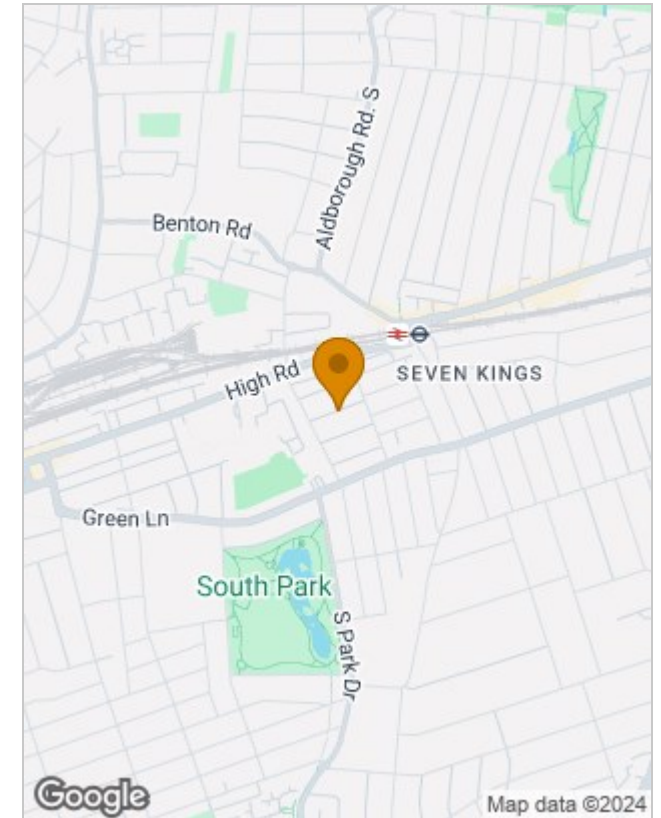 Aldborough Rd. S
Benton Rd
High Rd
SEVEN KINGS
Green Ln
South Park
S Park Dr
Google
Map data ©2024